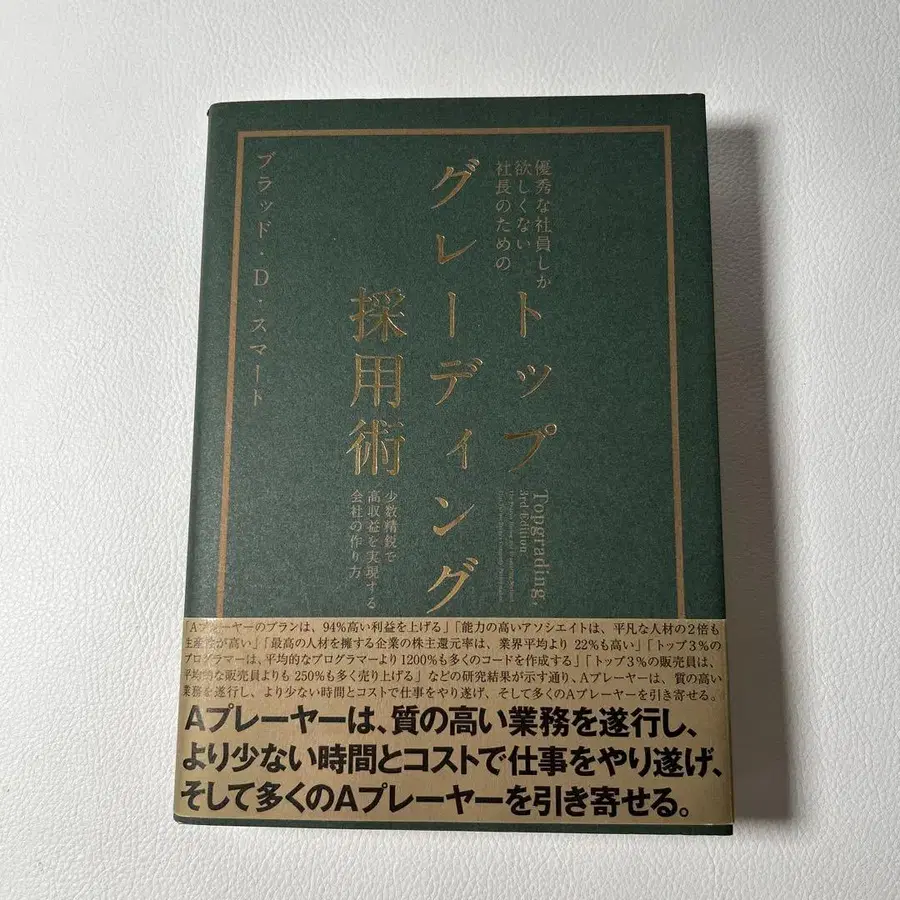 優秀な社員しか
欲しくない
社長のための
トップ
グレーディング
採用術
少数精鋭で
高収益を実現する
会社の作り方
Topgrading,
3rd Edition
ブラッド・D・スマート
「Aプレーヤーのプランは、94%高い利益を上げる」「能力の高いアソシエイトは、平凡な人材の2倍も
生産性が高い」「最高の人材を擁する企業の株主還元率は、業界平均より 22%も高い」「トップ3%の
プログラマーは、平均的なプログラマーより1200%も多くのコードを作成する」「トップ3%の販売員は、
平均的な販売員よりも 250%も多く売り上げる」などの研究結果が示す通り、Aプレーヤーは、質の高い
業務を遂行し、より少ない時間とコストで仕事をやり遂げ、そして多くのAプレーヤーを引き寄せる。
Aプレーヤーは、質の高い業務を遂行し、
より少ない時間とコストで仕事をやり遂げ、
そして多くのAプレーヤーを引き寄せる。